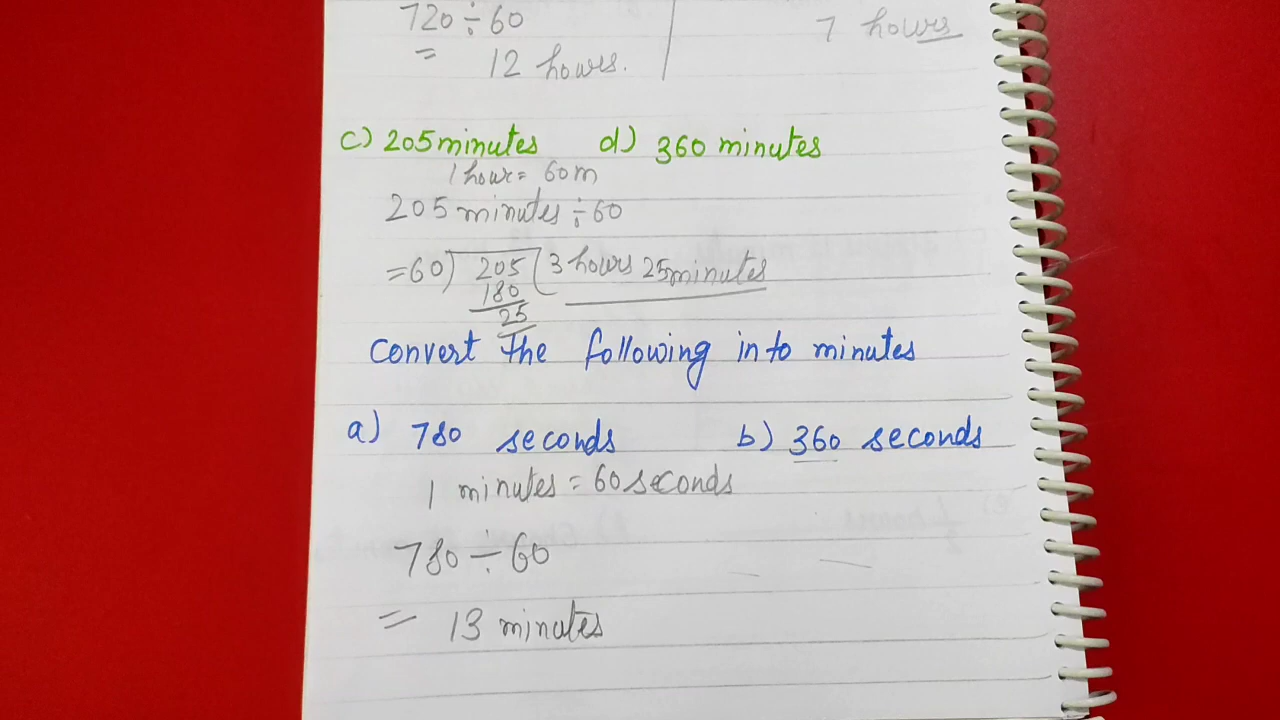 720 ÷ 60
= 12 hours.
7 hours
c) 205 minutes d) 360 minutes
1 hour = 60m
205 minutes ÷ 60
= 60) 205 (3 hours 25 minutes
180
25
convert the following in to minutes
a) 780 seconds b) 360 seconds
1 minutes = 60 seconds
780 ÷ 60
= 13 minutes